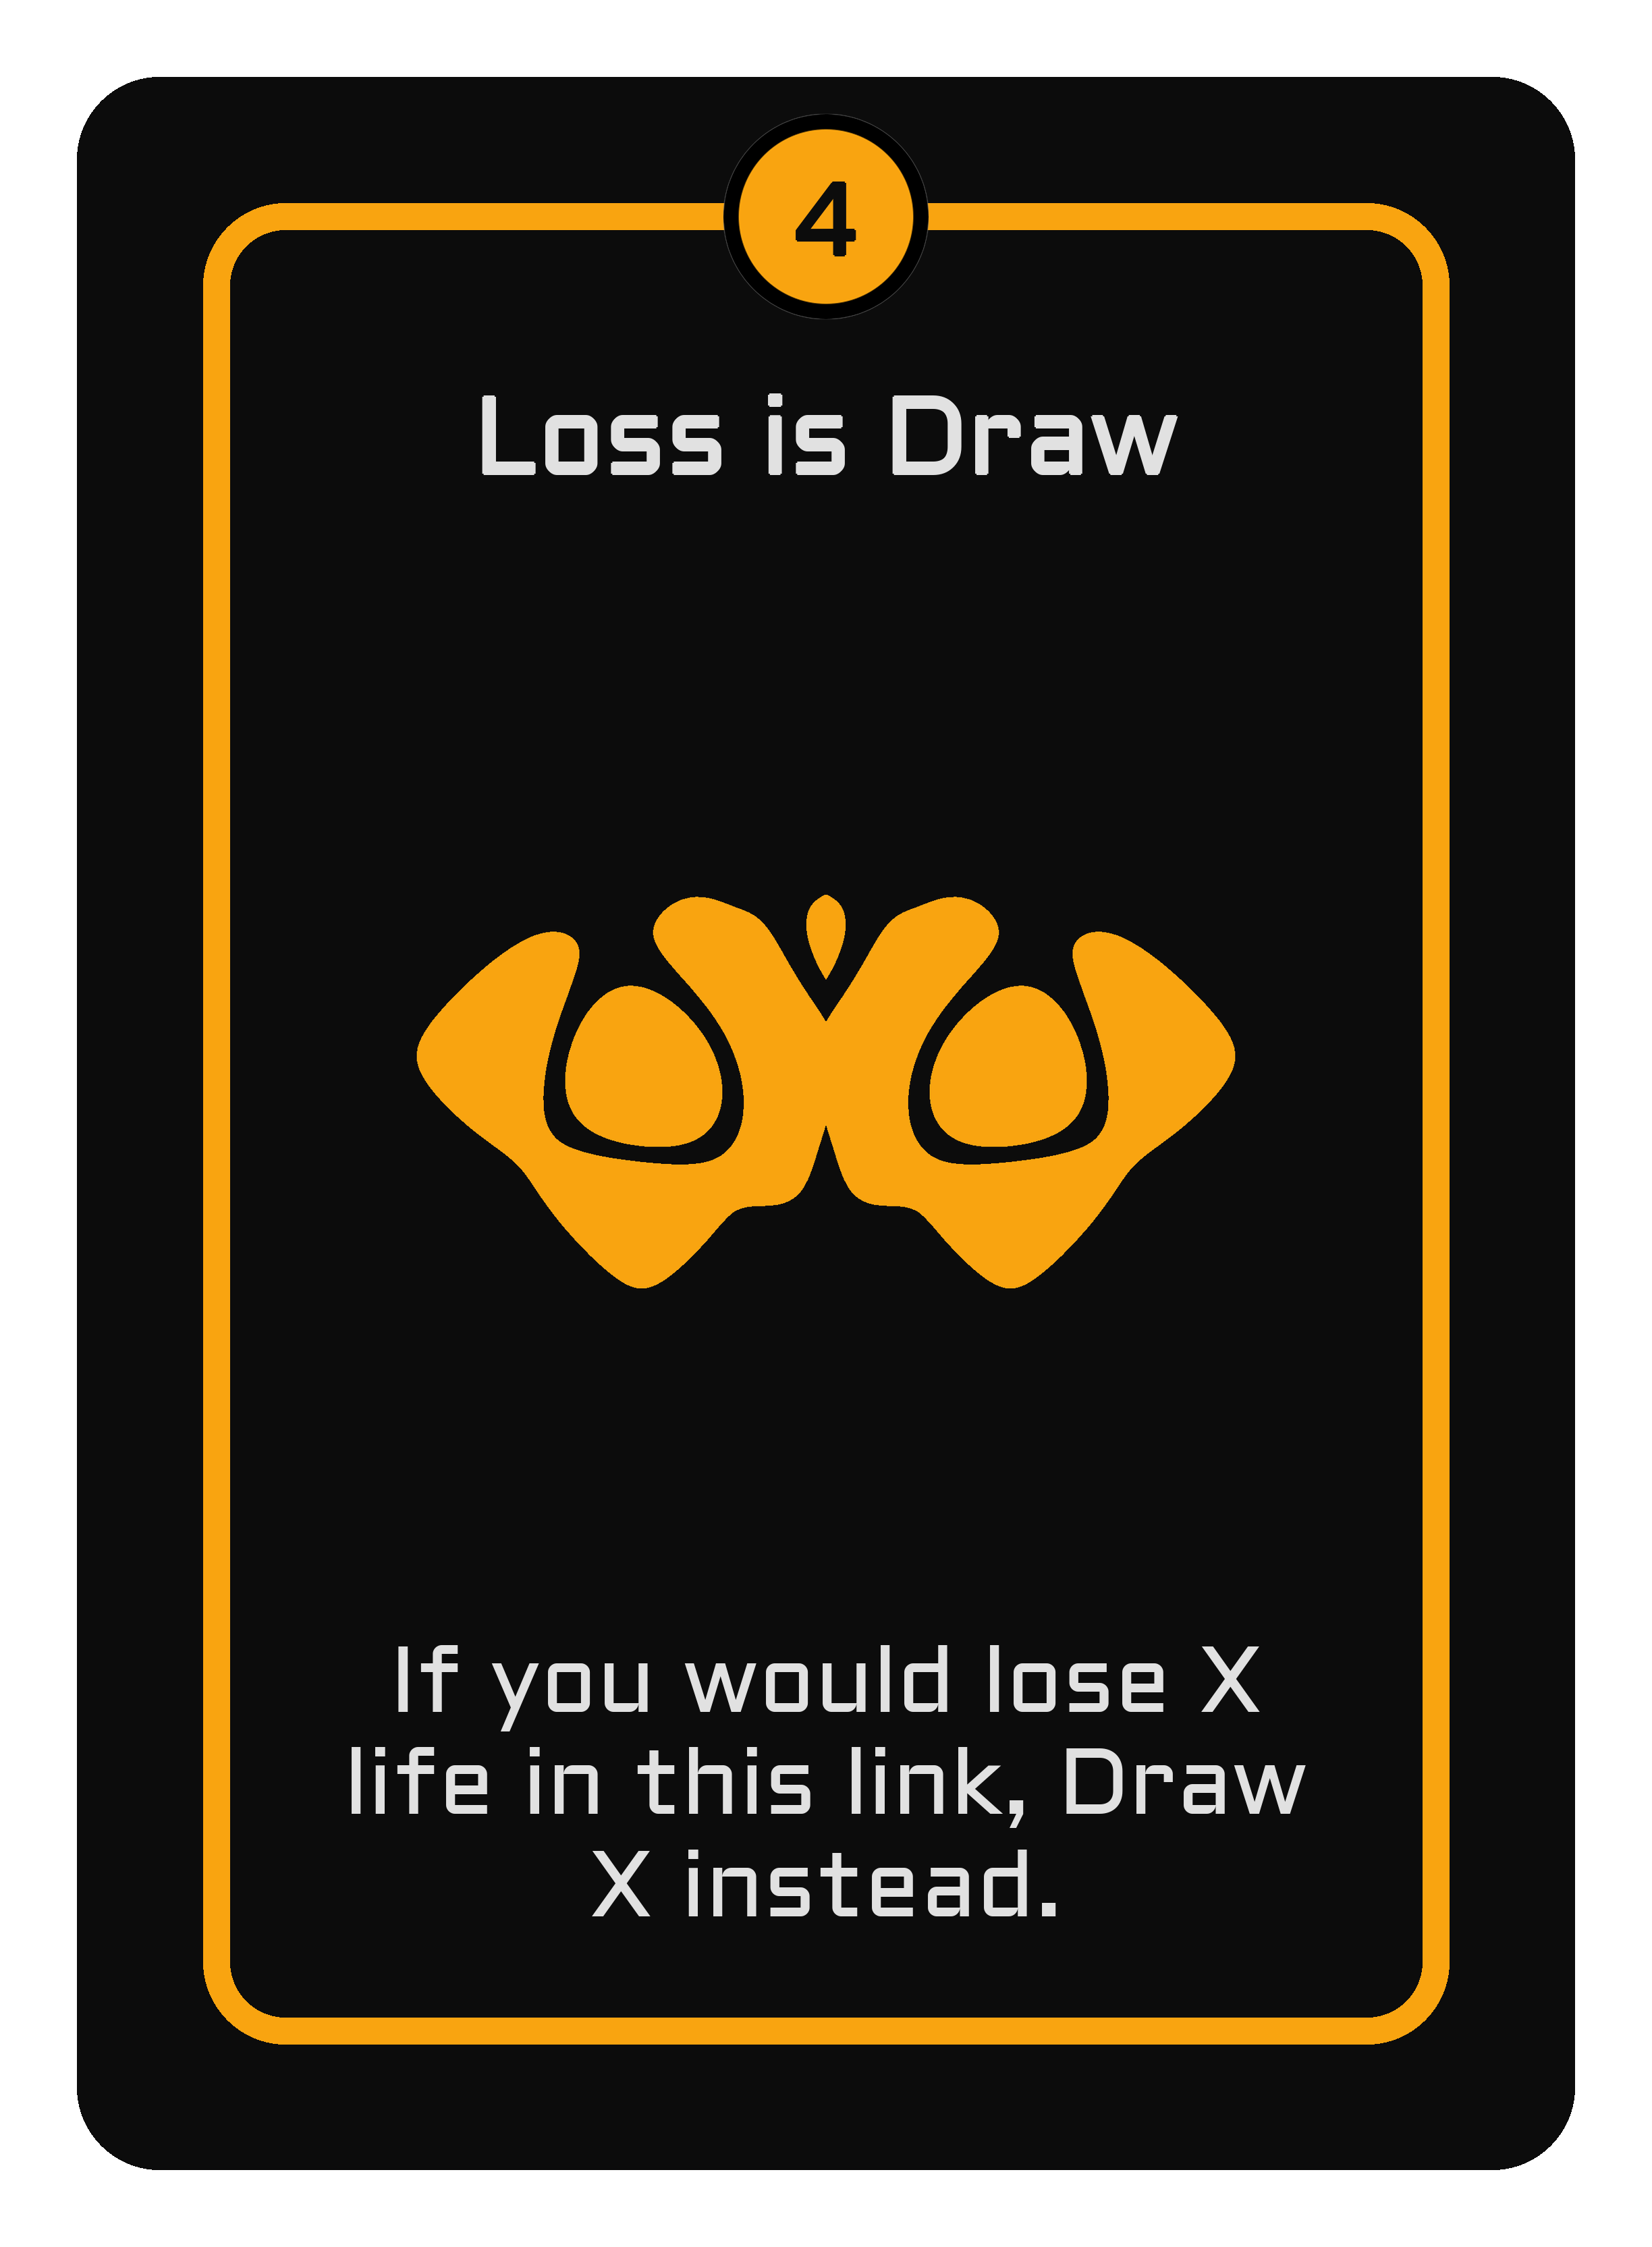 4
Loss is Draw
If you would lose X
life in this link, Draw
X instead.